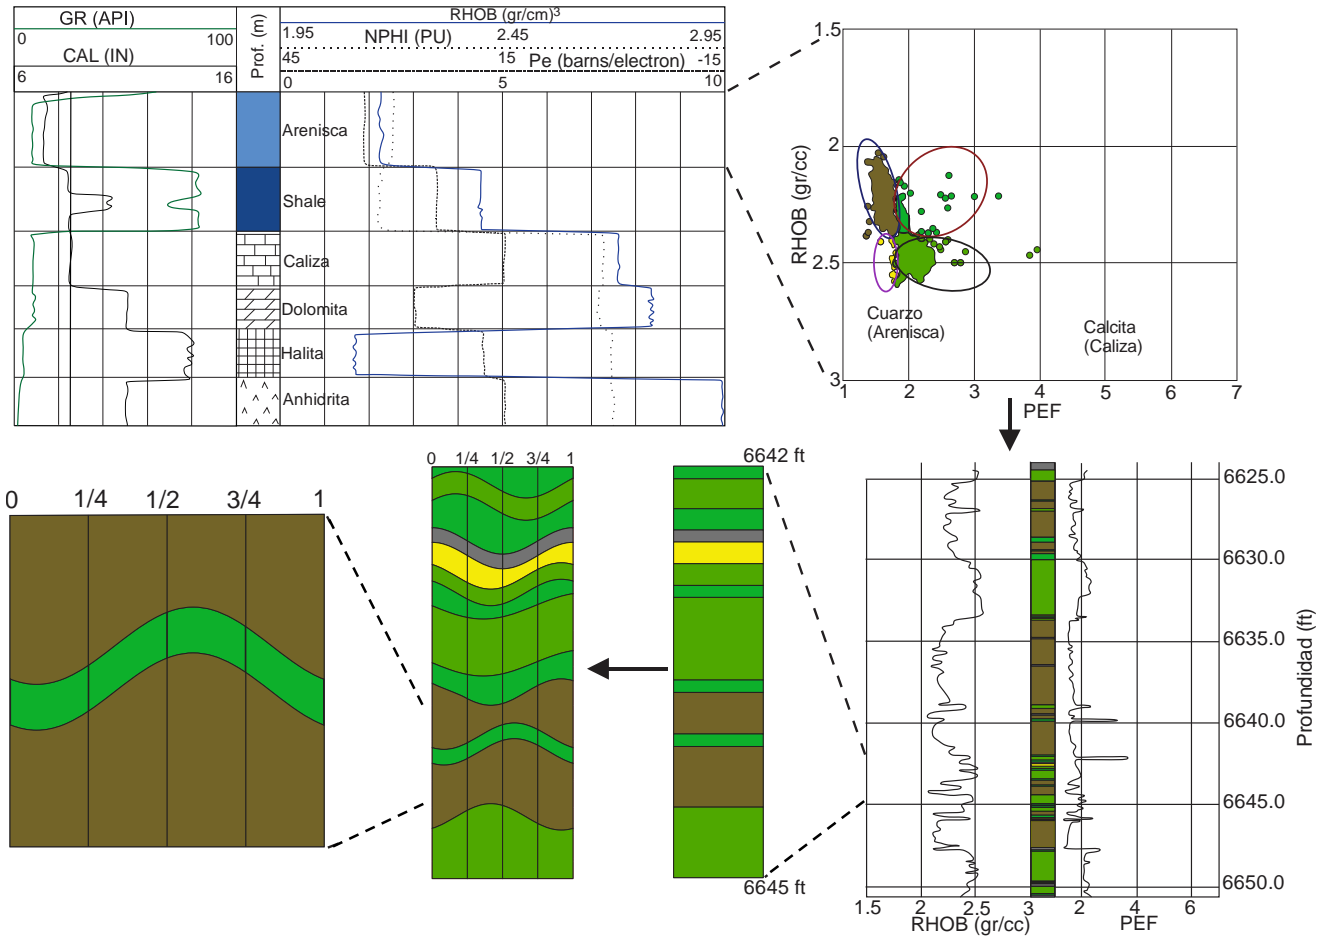 GR (API)
0 100
CAL (IN)
6 16
Prof. (m)
RHOB (gr/cm)3
1.95 NPHI (PU) 2.45 2.95
45 15 Pe (barns/electron) -15
0 5 10
Arenisca
Shale
Caliza
Dolomita
Halita
Anhidrita
1.5
2
2.5
3
RHOB (gr/cc)
Cuarzo
(Arenisca)
Calcita
(Caliza)
1 2 3 4 5 6 7
PEF
0 1/4 1/2 3/4 1
0 1/4 1/2 3/4 1
6642 ft
6645 ft
6625.0
6630.0
6635.0
6640.0
6645.0
6650.0
Profundidad (ft)
1.5 2 2.5 3 2 4 6
RHOB (gr/cc) PEF